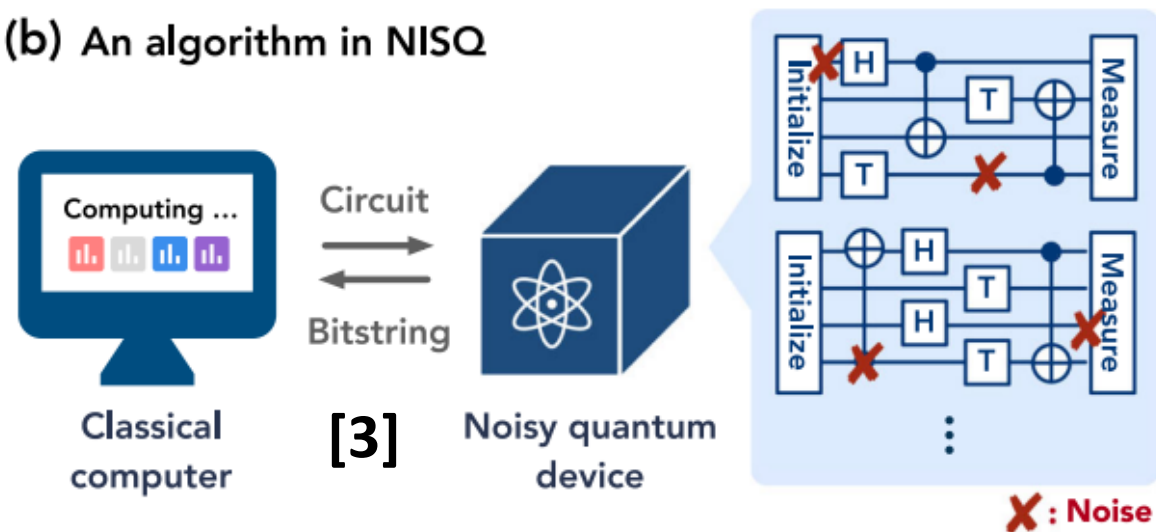 (b) An algorithm in NISQ
Computing ...
Circuit
Bitstring
Classical
computer
[3]
Noisy quantum
device
Initialize
H
T
T
Measure
Initialize
H
T
H
T
Measure
: Noise